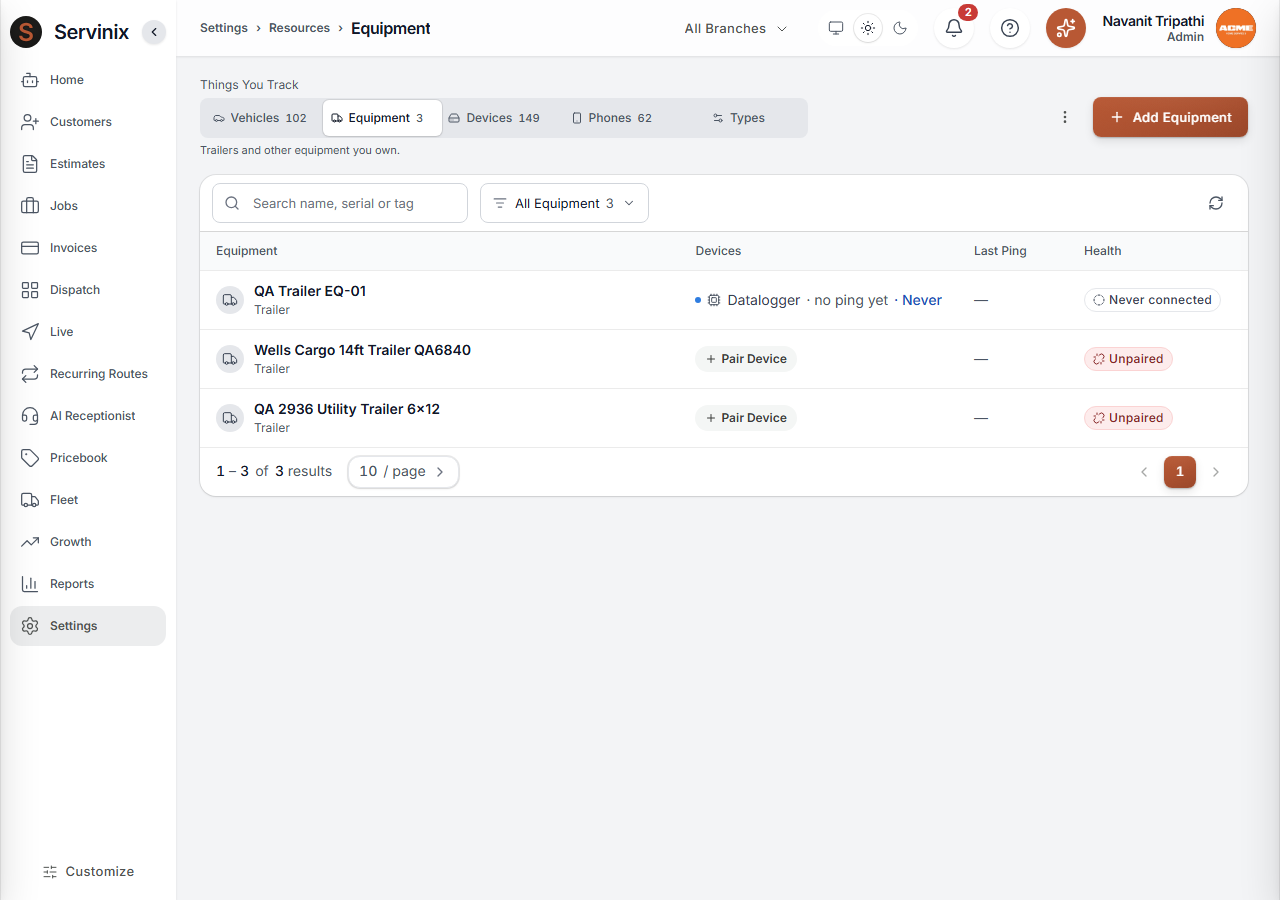 S Servinix
Home
Customers
Estimates
Jobs
Invoices
Dispatch
Live
Recurring Routes
AI Receptionist
Pricebook
Fleet
Growth
Reports
Settings
Customize
Settings › Resources › Equipment
All Branches
2
Navanit Tripathi
Admin
ACME
Things You Track
Vehicles 102
Equipment 3
Devices 149
Phones 62
Types
Trailers and other equipment you own.
+ Add Equipment
Search name, serial or tag
All Equipment 3
Equipment Devices Last Ping Health
QA Trailer EQ-01
Trailer
Datalogger · no ping yet · Never — Never connected
Wells Cargo 14ft Trailer QA6840
Trailer
+ Pair Device — Unpaired
QA 2936 Utility Trailer 6×12
Trailer
+ Pair Device — Unpaired
1 – 3 of 3 results
10 / page
1